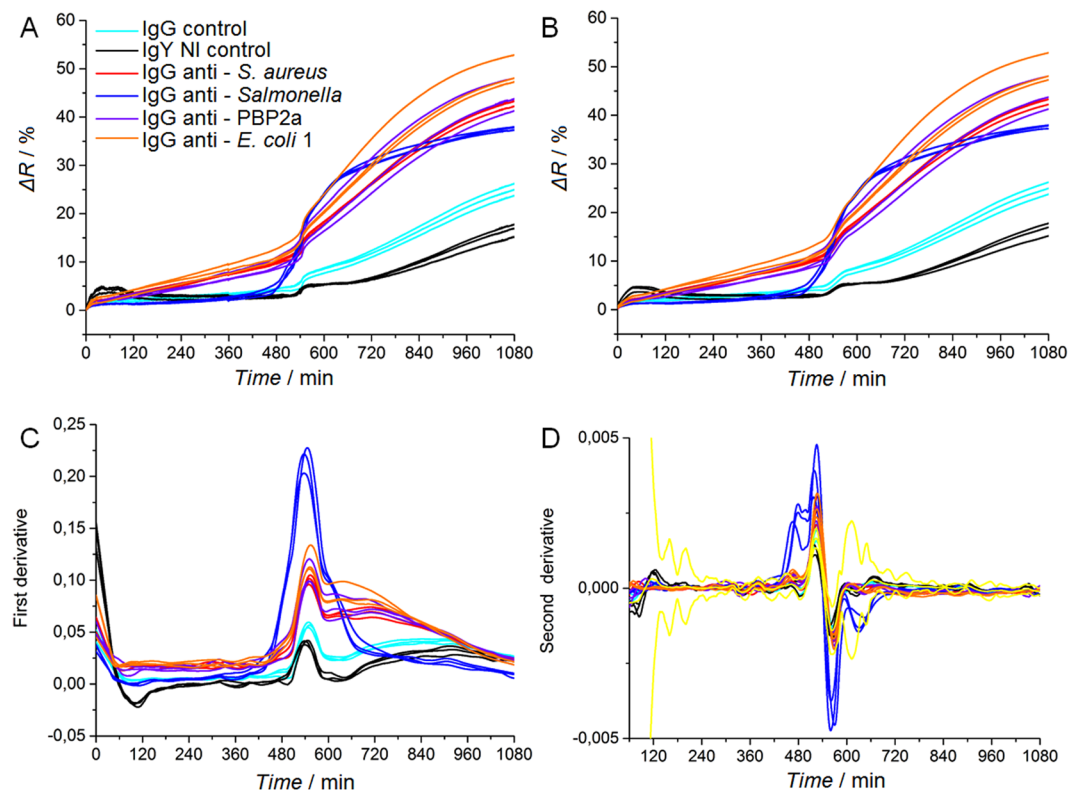 A
IgG control
IgY NI control
IgG anti - S. aureus
IgG anti - Salmonella
IgG anti - PBP2a
IgG anti - E. coli 1
60
50
40
30
20
10
0
ΔR / %
0 120 240 360 480 600 720 840 960 1080
Time / min
B
60
50
40
30
20
10
0
ΔR / %
0 120 240 360 480 600 720 840 960 1080
Time / min
C
0,25
0,20
0,15
0,10
0,05
0,00
-0,05
First derivative
0 120 240 360 480 600 720 840 960 1080
Time / min
D
0,005
0,000
-0,005
Second derivative
120 240 360 480 600 720 840 960 1080
Time / min